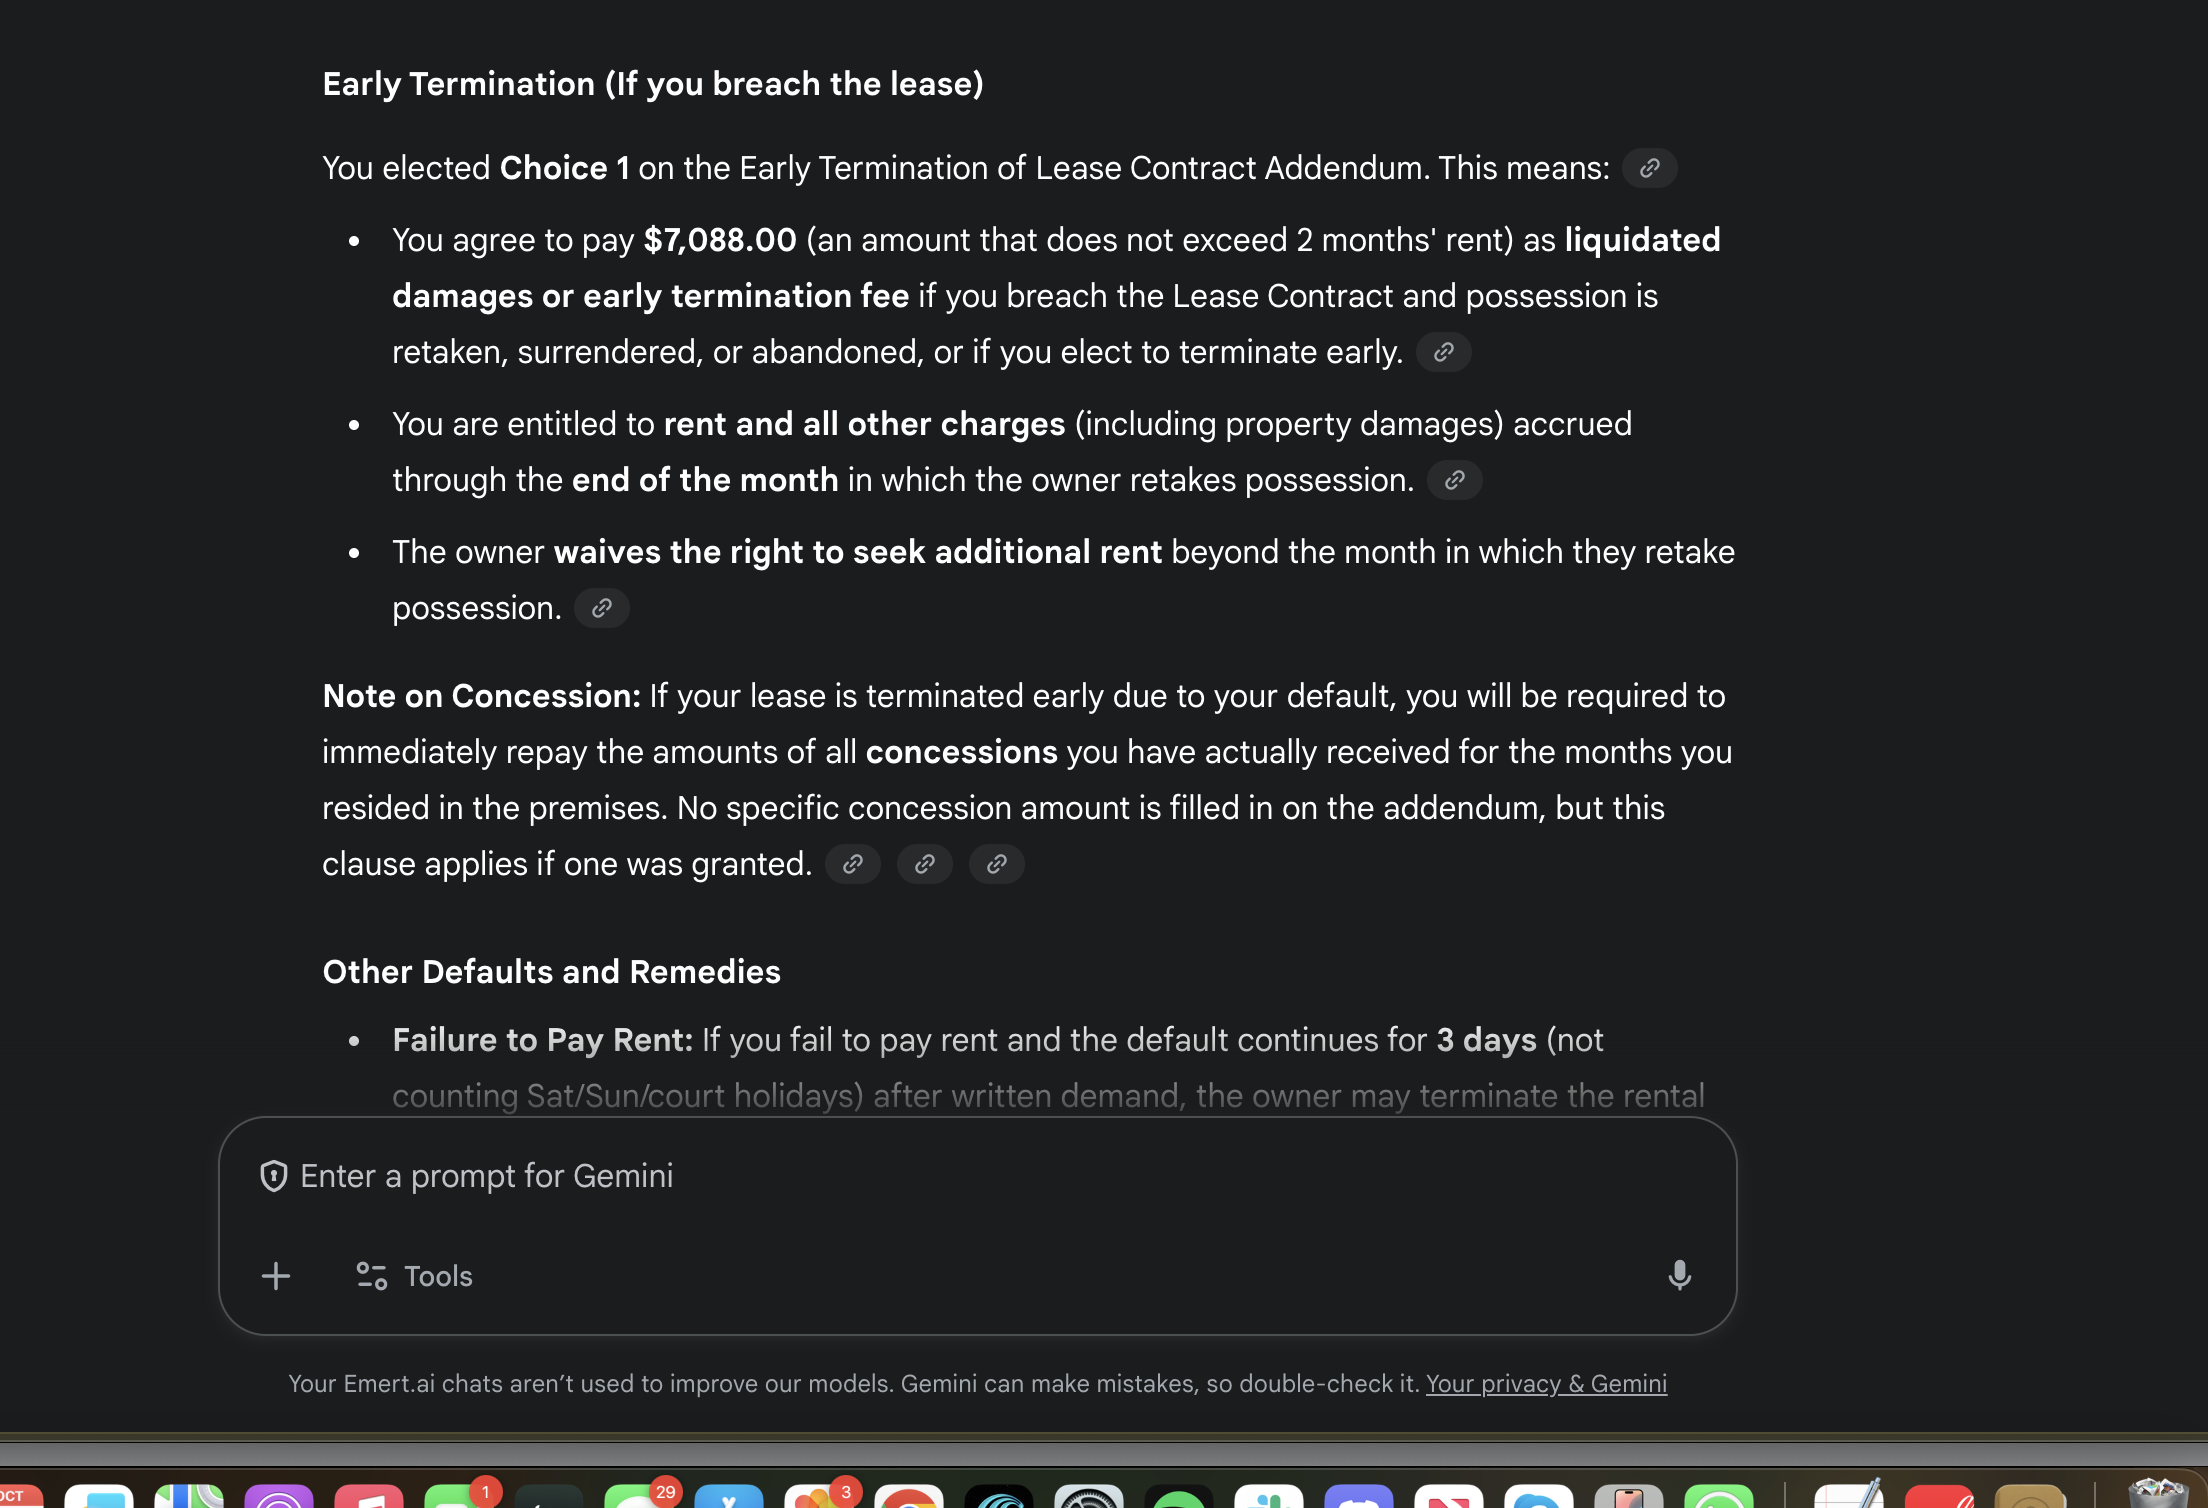 Early Termination (If you breach the lease)
You elected Choice 1 on the Early Termination of Lease Contract Addendum. This means:
• You agree to pay $7,088.00 (an amount that does not exceed 2 months' rent) as liquidated
damages or early termination fee if you breach the Lease Contract and possession is
retaken, surrendered, or abandoned, or if you elect to terminate early.
• You are entitled to rent and all other charges (including property damages) accrued
through the end of the month in which the owner retakes possession.
• The owner waives the right to seek additional rent beyond the month in which they retake
possession.
Note on Concession: If your lease is terminated early due to your default, you will be required to
immediately repay the amounts of all concessions you have actually received for the months you
resided in the premises. No specific concession amount is filled in on the addendum, but this
clause applies if one was granted.
Other Defaults and Remedies
• Failure to Pay Rent: If you fail to pay rent and the default continues for 3 days (not
counting Sat/Sun/court holidays) after written demand, the owner may terminate the rental
Enter a prompt for Gemini
Tools
Your Emert.ai chats aren’t used to improve our models. Gemini can make mistakes, so double-check it. Your privacy & Gemini
OCT
1
29
3